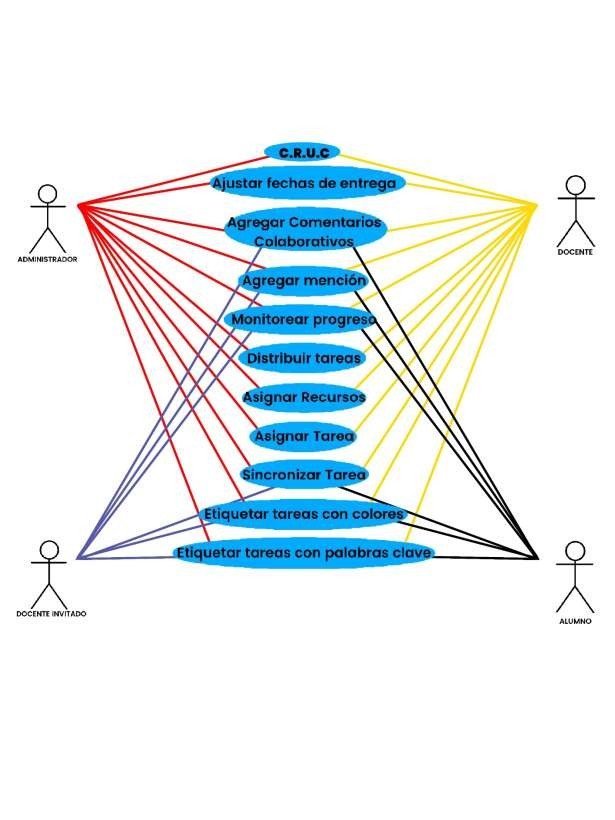 C.R.U.C
Ajustar fechas de entrega
Agregar Comentarios
Colaborativos
DOCENTE
ADMINISTRADOR
Agregar mención
Monitorear progreso
Distribuir tareas
Asignar Recursos
Asignar Tarea
Sincronizar Tarea
Etiquetar tareas con colores
Etiquetar tareas con palabras clave
DOCENTE INVITADO
ALUMNO